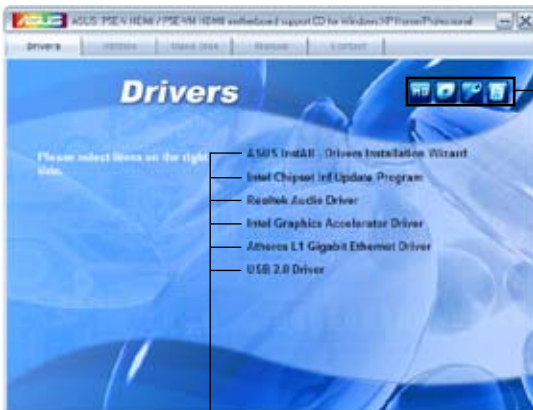 ASUS P5E-V HDMI / P5E-VM HDMI motherboard support CD for Windows XP Home/Professional
Drivers
Utilities
Make Disk
Manual
Contact
Drivers
Please select items on the right
side.
ASUS InstAll - Drivers Installation Wizard
Intel Chipset Inf Update Program
Realtek Audio Driver
Intel Graphics Accelerator Driver
Atheros L1 Gigabit Ethernet Driver
USB 2.0 Driver